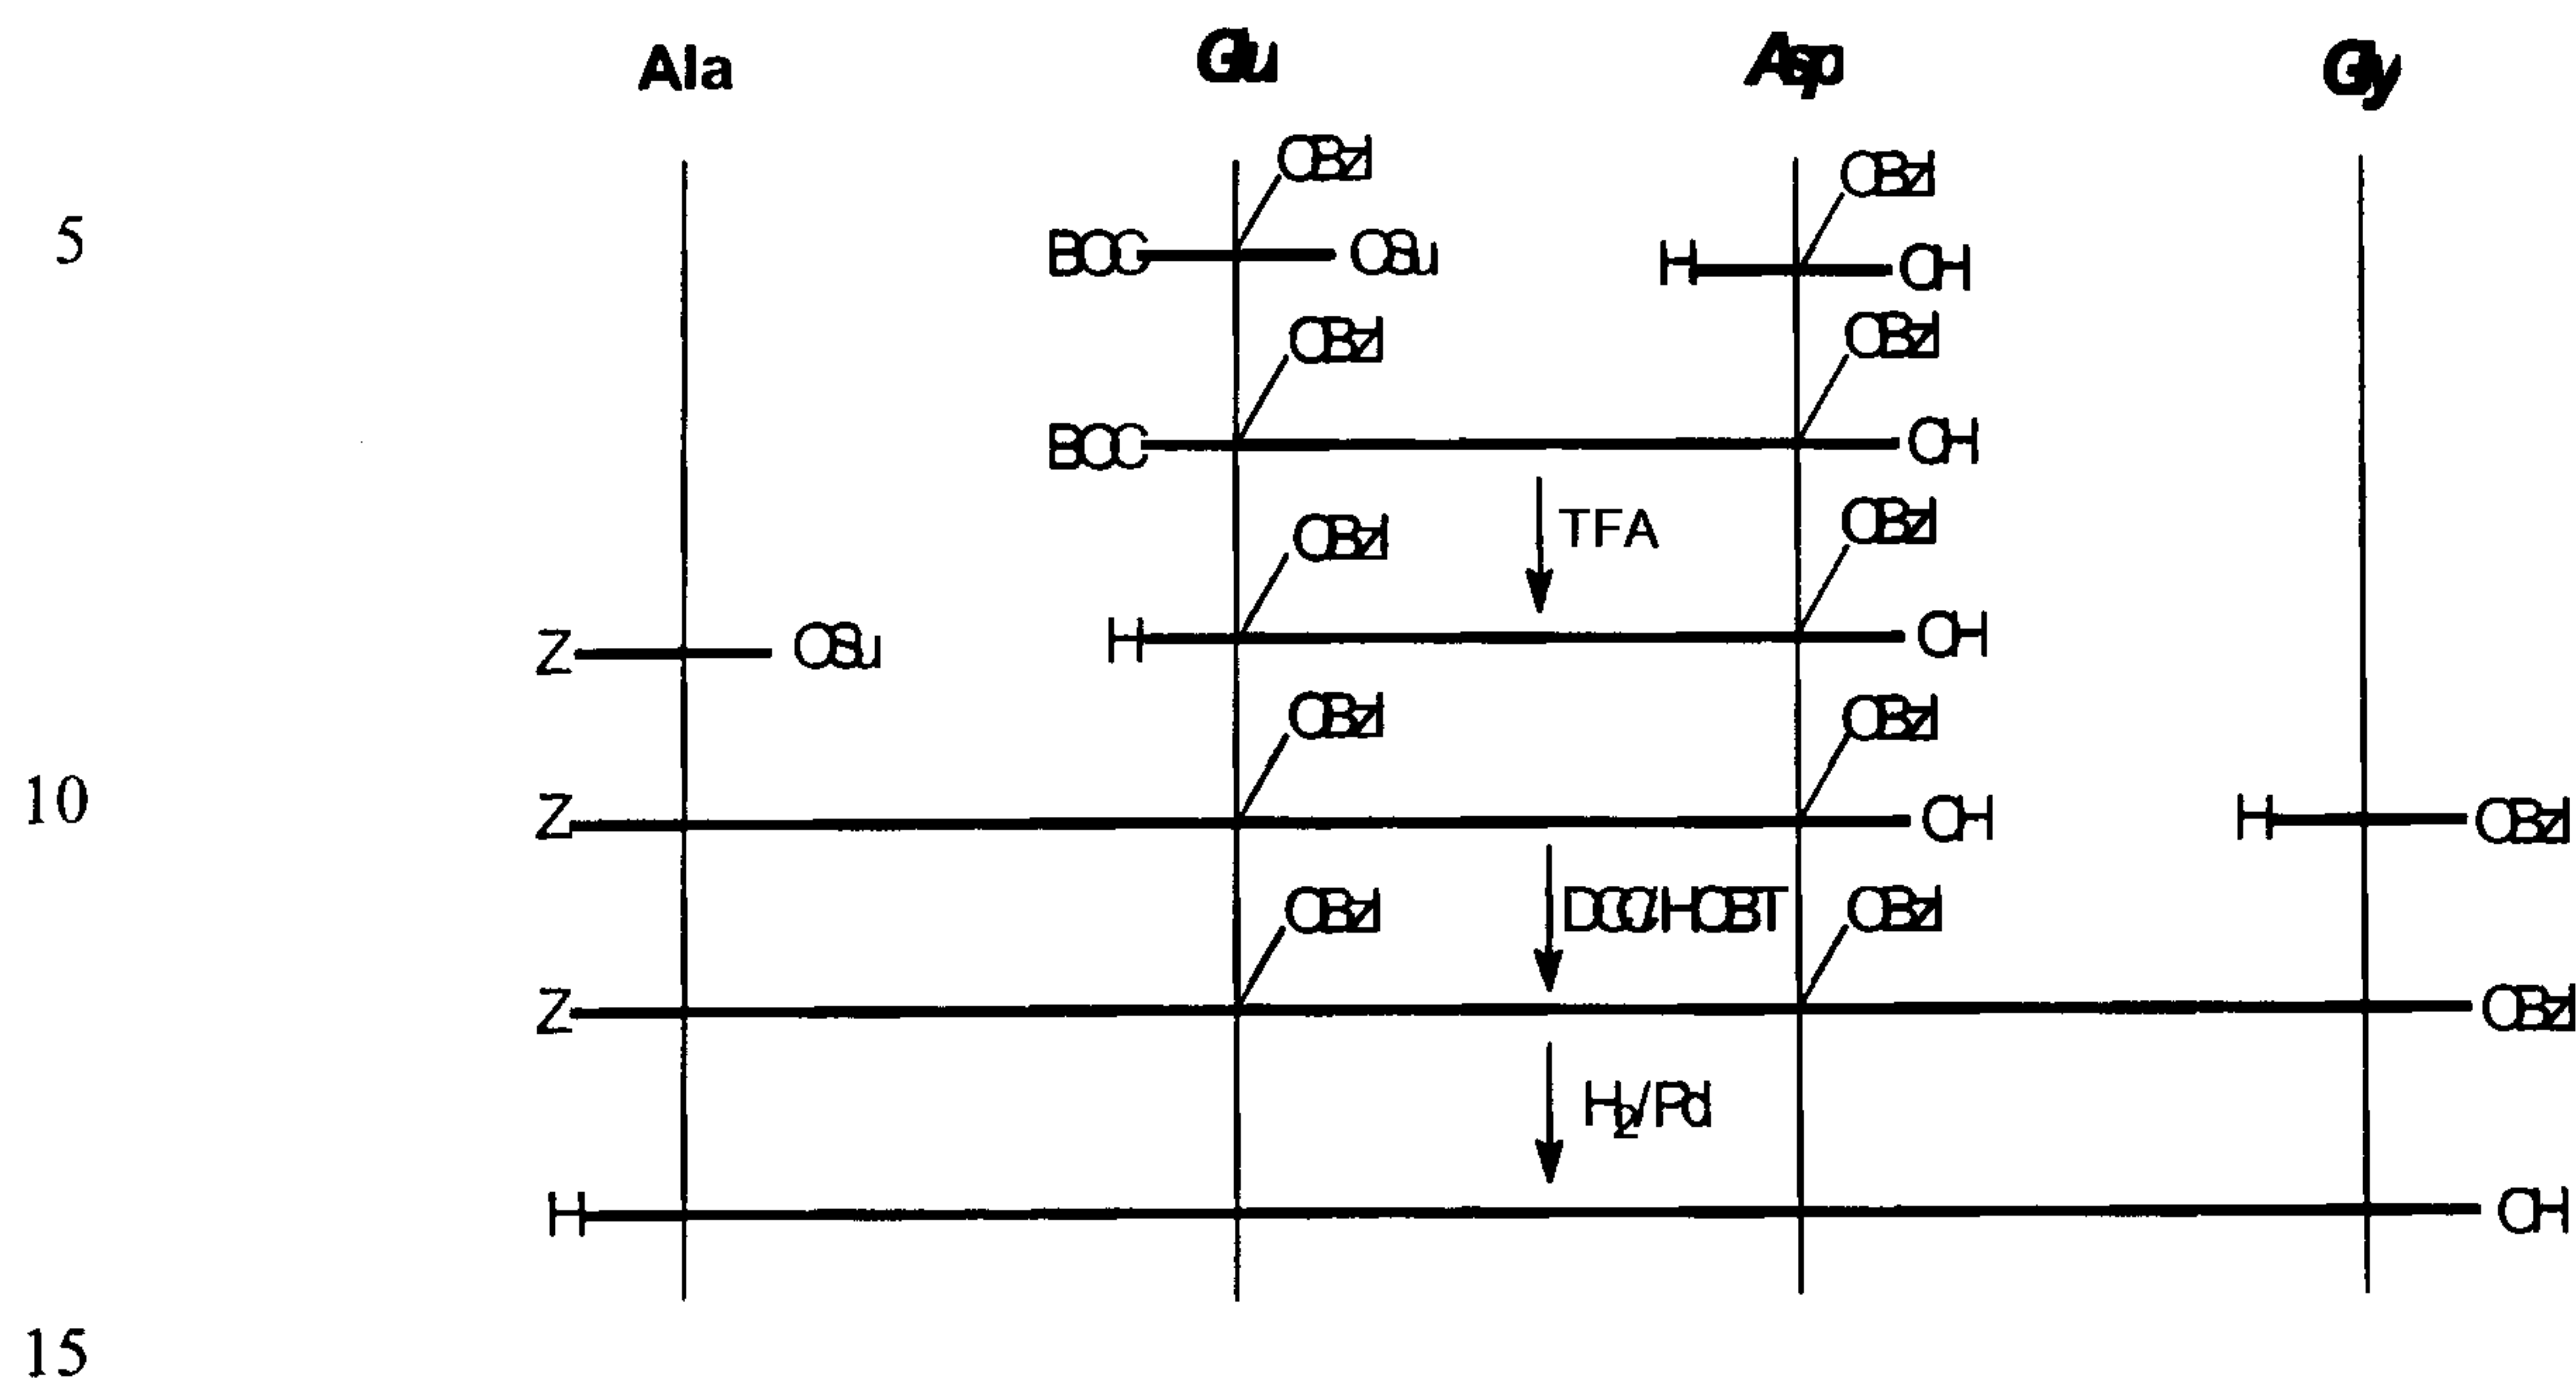 Ala Glu Asp Gly
OBzl OBzl
5 BOC OSu H OH
OBzl OBzl
BOC OH
TFA
OBzl OBzl
Z OSu H OH
OBzl OBzl
10 Z OH H OBzl
OBzl DCC/HOBT OBzl
Z OBzl
H2/Pd
H OH
15